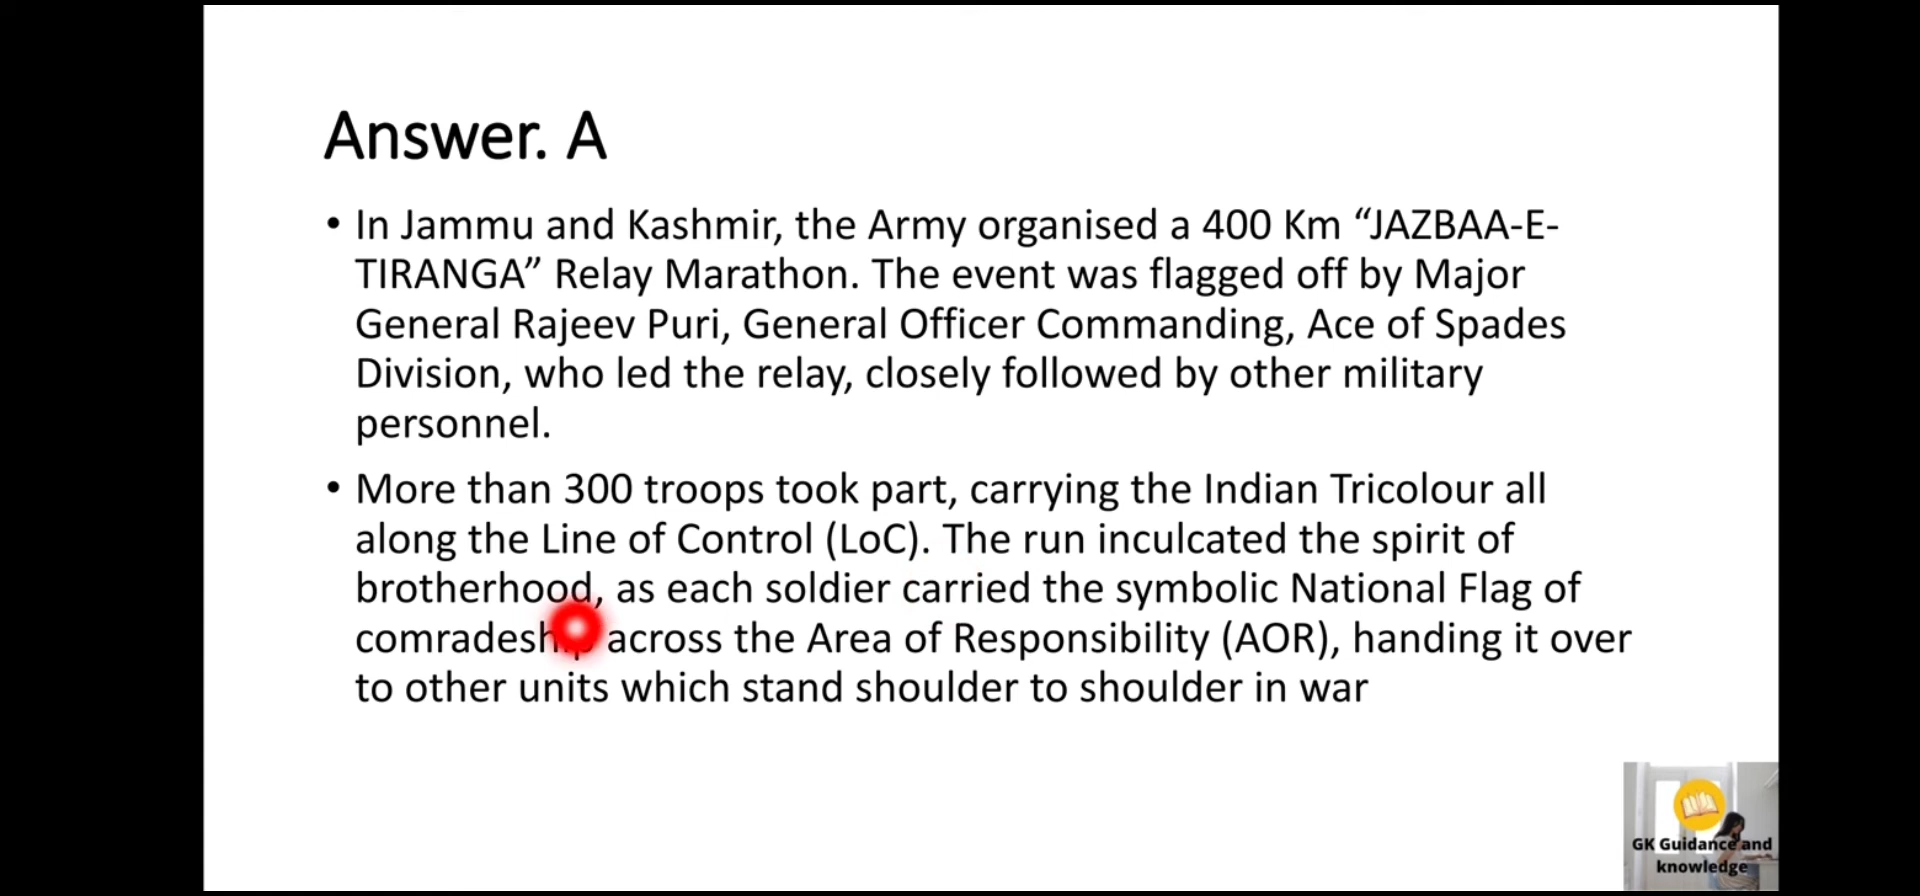 Answer. A
• In Jammu and Kashmir, the Army organised a 400 Km “JAZBAA-E-
TIRANGA” Relay Marathon. The event was flagged off by Major
General Rajeev Puri, General Officer Commanding, Ace of Spades
Division, who led the relay, closely followed by other military
personnel.
• More than 300 troops took part, carrying the Indian Tricolour all
along the Line of Control (LoC). The run inculcated the spirit of
brotherhood, as each soldier carried the symbolic National Flag of
comradeship across the Area of Responsibility (AOR), handing it over
to other units which stand shoulder to shoulder in war
GK Guidance and
knowledge